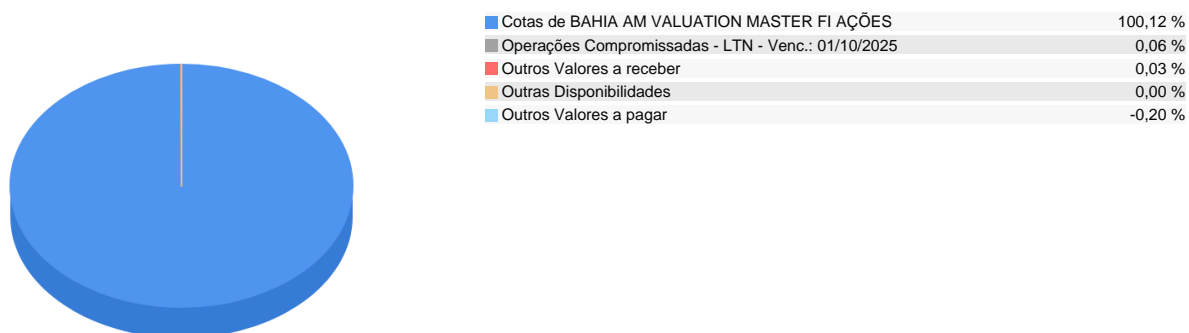 Cotas de BAHIA AM VALUATION MASTER FI AÇÕES 100,12 %
Operações Compromissadas - LTN - Venc.: 01/10/2025 0,06 %
Outros Valores a receber 0,03 %
Outras Disponibilidades 0,00 %
Outros Valores a pagar -0,20 %